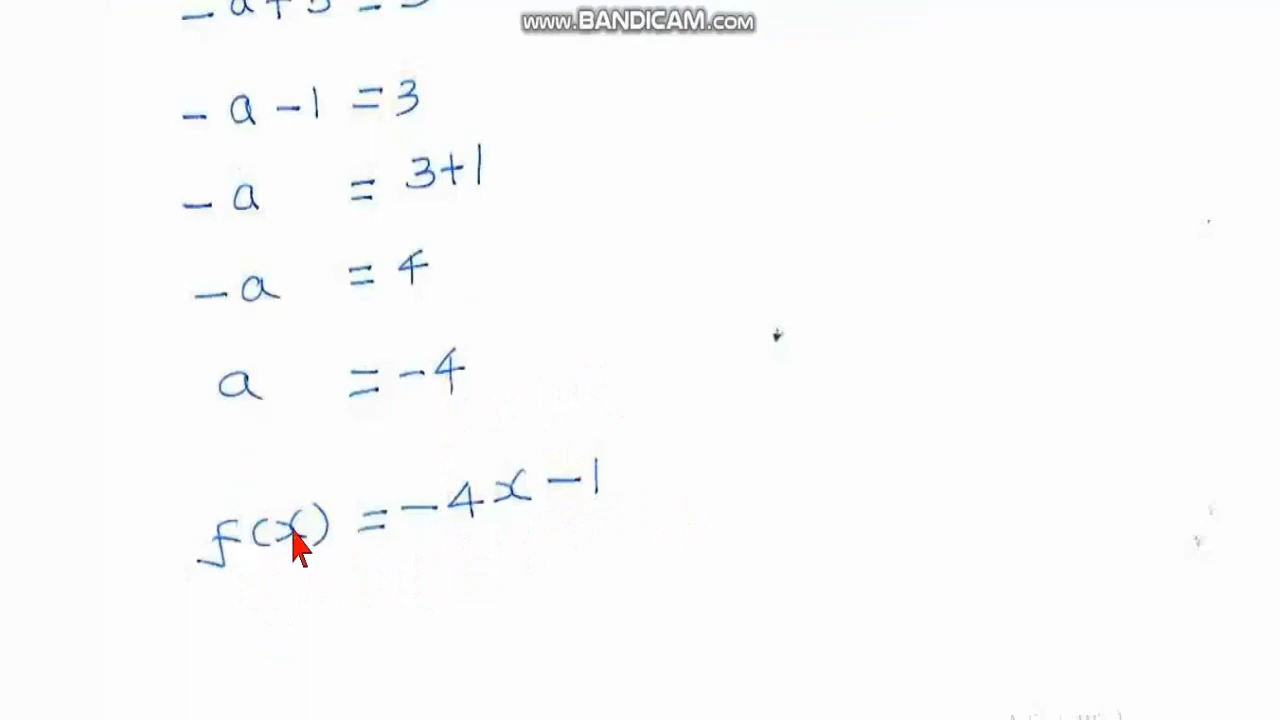 www.BANDICAM.com
- a - 1 = 3
- a = 3+1
- a = 4
a = -4
f(x) = -4x - 1